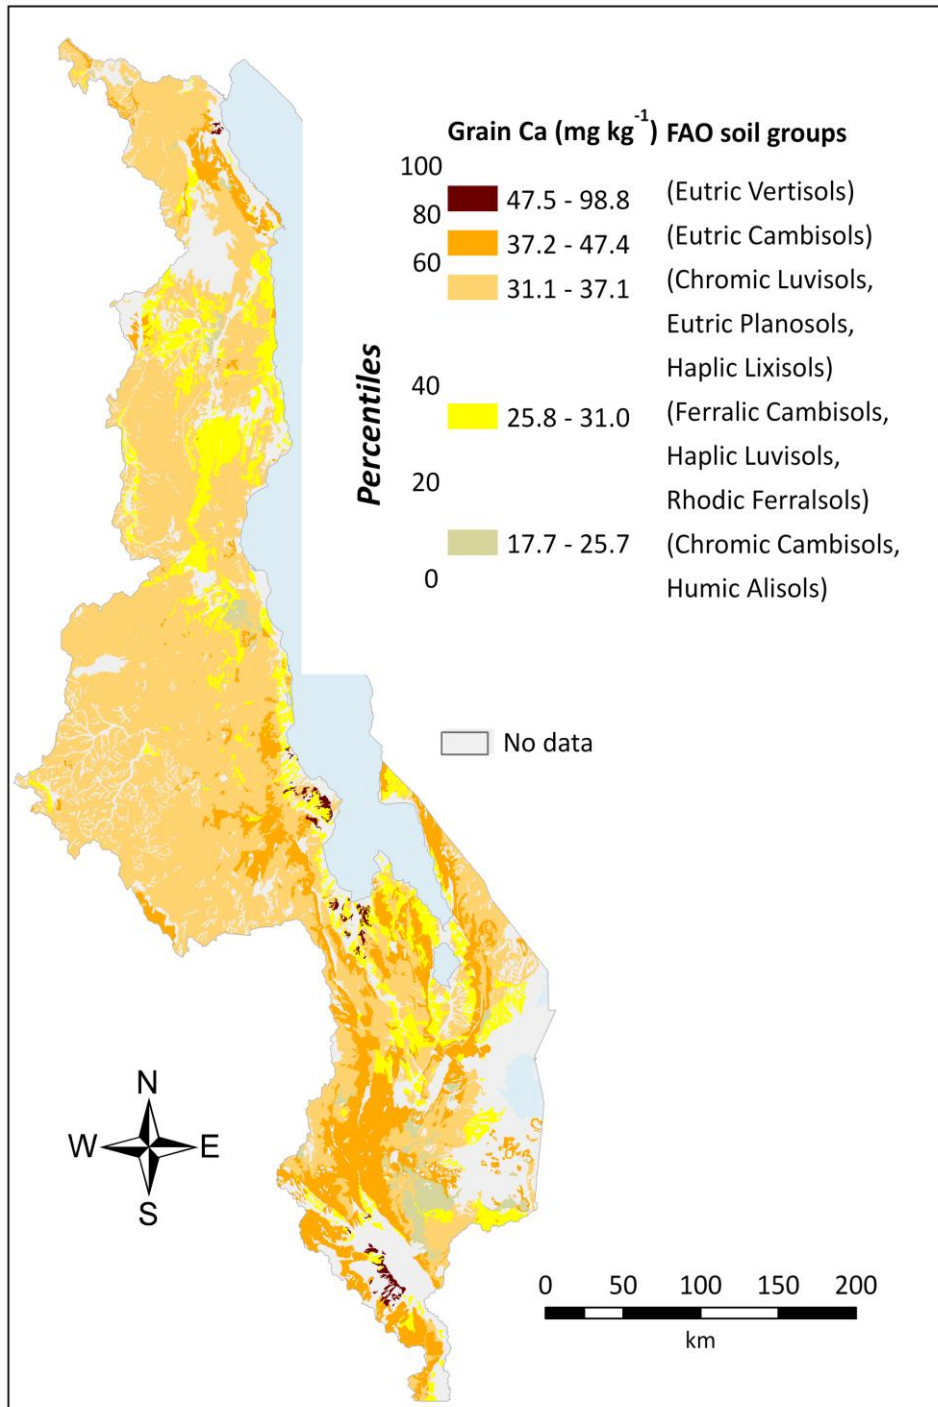 Grain Ca (mg kg⁻¹) FAO soil groups
100
47.5 - 98.8 (Eutric Vertisols)
80
37.2 - 47.4 (Eutric Cambisols)
60
31.1 - 37.1 (Chromic Luvisols,
Eutric Planosols,
Haplic Lixisols)
Percentiles
40
25.8 - 31.0 (Ferralic Cambisols,
Haplic Luvisols,
20
Rhodic Ferralsols)
17.7 - 25.7 (Chromic Cambisols,
0
Humic Alisols)
No data
N
W E
S
0 50 100 150 200
km